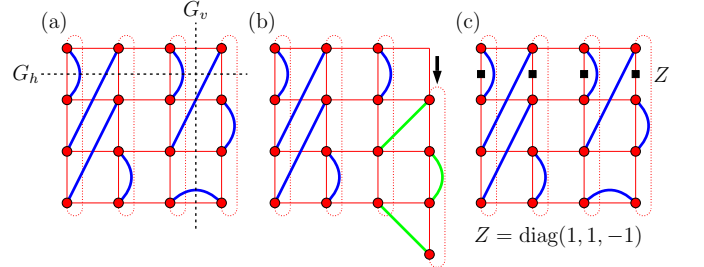 (a)
G_v
(b)
(c)
G_h
Z
Z = diag(1, 1, −1)